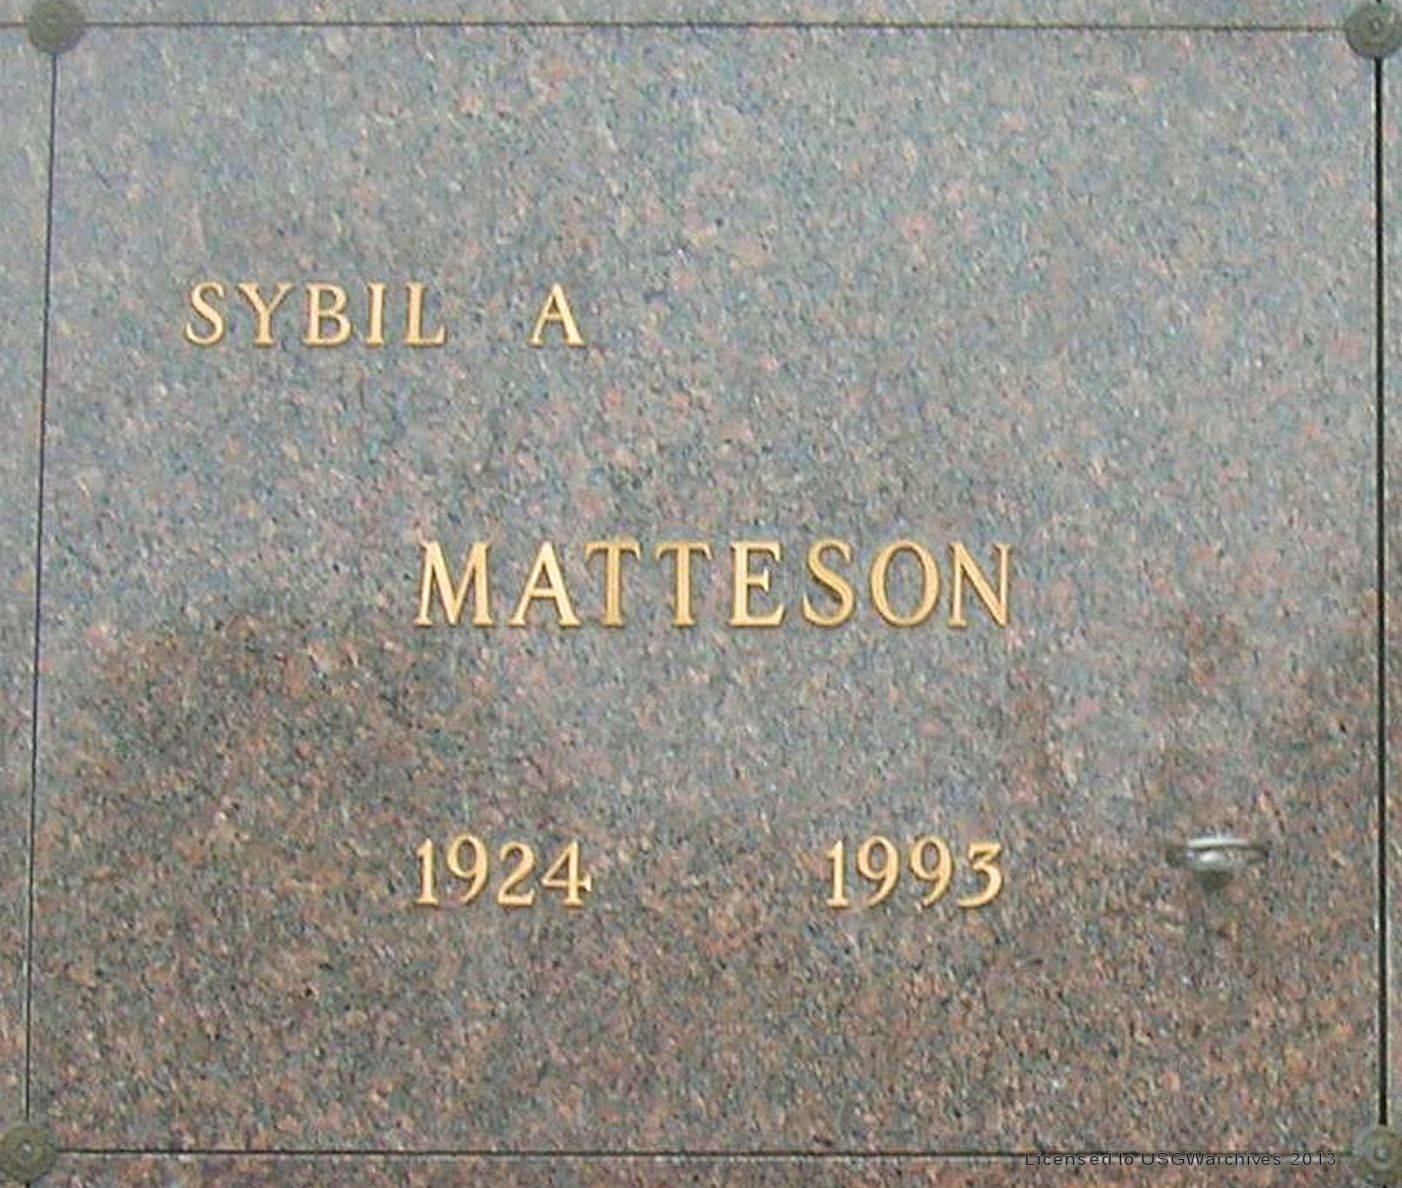 SYBIL A
MATTESON
1924 1993
Licensed to USGWarchives 2013